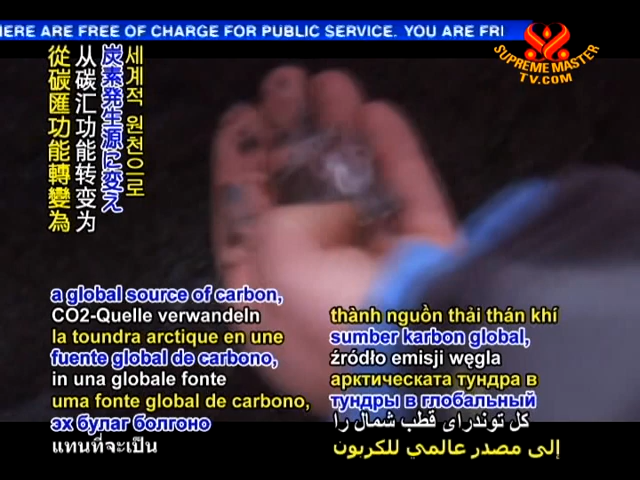 HERE ARE FREE OF CHARGE FOR PUBLIC SERVICE. YOU ARE FRE
SUPREME MASTER
TV.COM
세계적 원천으로
炭素発生源に変え
从碳汇功能转变为
從碳匯功能轉變為
a global source of carbon,
CO2-Quelle verwandeln
la toundra arctique en une
fuente global de carbono,
in una globale fonte
uma fonte global de carbono,
эх булаг болгоно
แทนที่จะเป็น
thành nguồn thải thán khí
sumber karbon global,
źródło emisji węgla
арктическата тундра в
тундры в глобальный
کل توندرای قطب شمال را
إلى مصدر عالمي للكربون